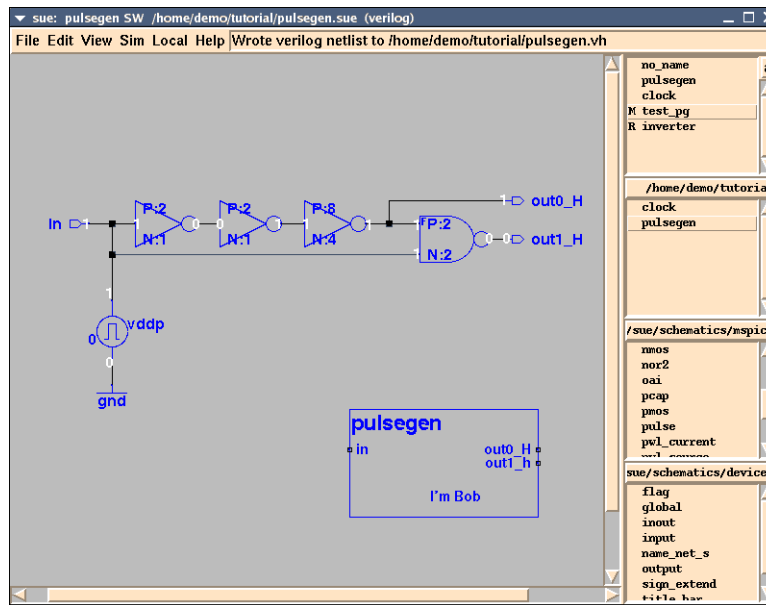 sue: pulsegen SW /home/demo/tutorial/pulsegen.sue (verilog)
File Edit View Sim Local Help Wrote verilog netlist to /home/demo/tutorial/pulsegen.vh
no_name
pulsegen
clock
M test_pg
R inverter
/home/demo/tutoria
clock
pulsegen
/sue/schematics/mspic
nmos
nor2
oai
pcap
pmos
pulse
pwl_current
sue/schematics/device
flag
global
inout
input
name_net_s
output
sign_extend
title_bar
1 out0_H
P:2 P:2 P:8
In 1 1 0 0 1 1 1 P:2
N:1 N:1 N:4
0 0 out1_H
1 N:2
1
vddp
0
0
gnd
pulsegen
in out0_H
out1_h
I'm Bob